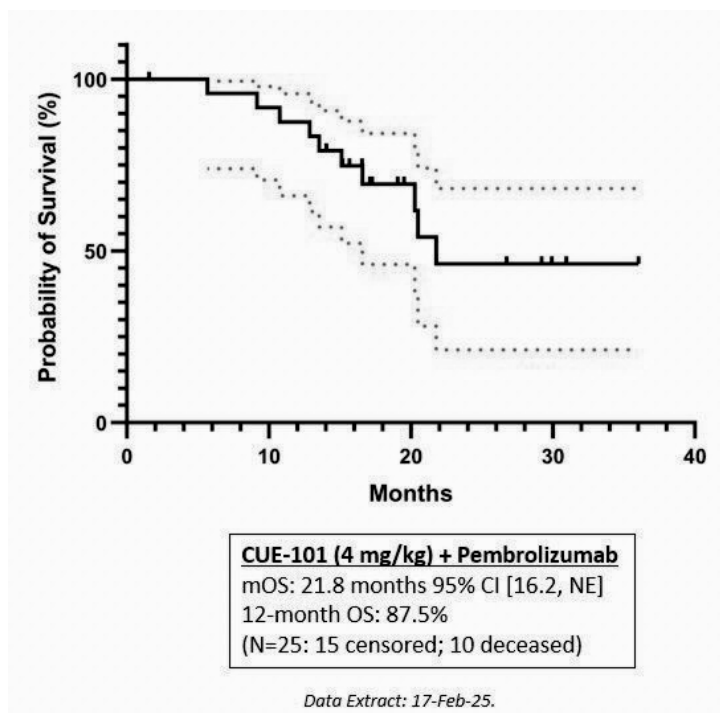 Probability of Survival (%)
100
50
0
0 10 20 30 40
Months
CUE-101 (4 mg/kg) + Pembrolizumab
mOS: 21.8 months 95% CI [16.2, NE]
12-month OS: 87.5%
(N=25: 15 censored; 10 deceased)
Data Extract: 17-Feb-25.